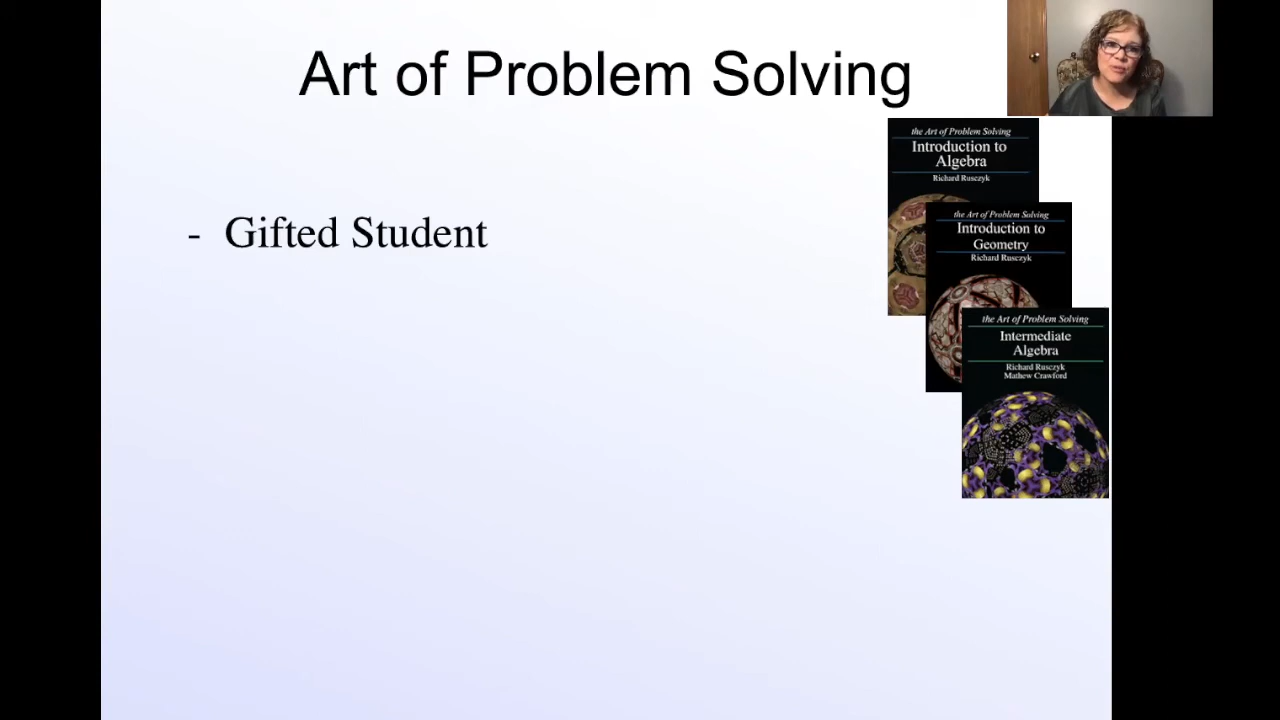 Art of Problem Solving
- Gifted Student
the Art of Problem Solving
Introduction to
Algebra
Richard Rusczyk
the Art of Problem Solving
Introduction to
Geometry
Richard Rusczyk
the Art of Problem Solving
Intermediate
Algebra
Richard Rusczyk
Mathew Crawford